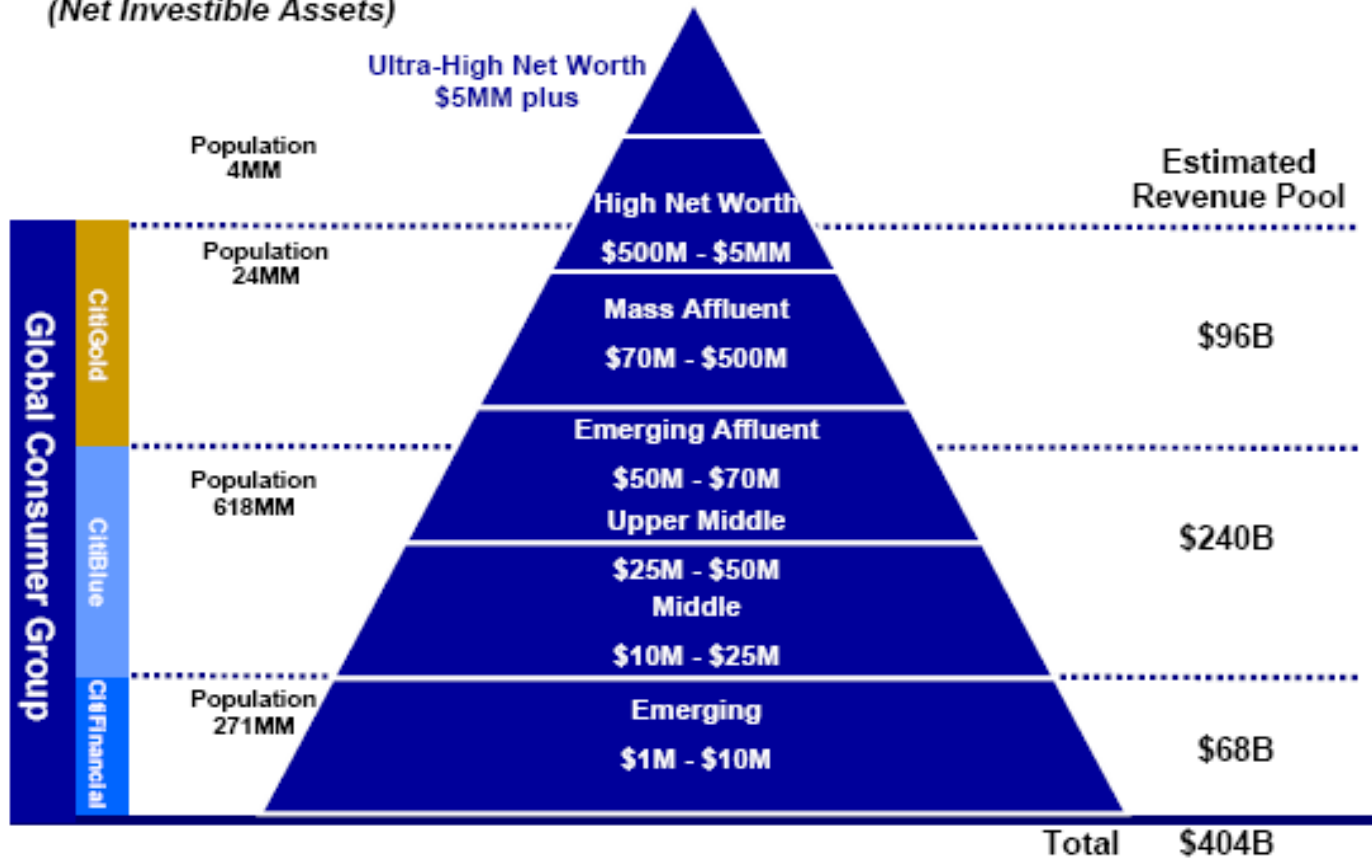 (Net Investible Assets)
Ultra-High Net Worth
$5MM plus
Population
4MM
Estimated
Revenue Pool
High Net Worth
$500M - $5MM
Population
24MM
Mass Affluent
$70M - $500M
$96B
Global Consumer Group
CitiGold
Emerging Affluent
$50M - $70M
Population
618MM
Upper Middle
$25M - $50M
$240B
CitiBlue
Middle
$10M - $25M
Population
271MM
Emerging
$1M - $10M
$68B
CitiFinancial
Total $404B